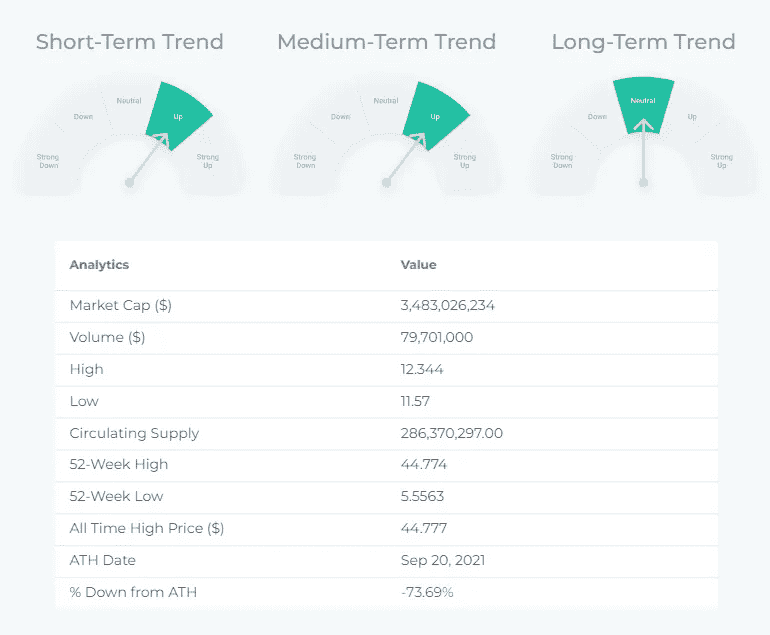 Short-Term Trend
Medium-Term Trend
Long-Term Trend
Strong
Down
Down
Neutral
Up
Strong
Up
Strong
Down
Down
Neutral
Up
Strong
Up
Strong
Down
Down
Neutral
Up
Strong
Up
Analytics Value
Market Cap ($) 3,483,026,234
Volume ($) 79,701,000
High 12.344
Low 11.57
Circulating Supply 286,370,297.00
52-Week High 44.774
52-Week Low 5.5563
All Time High Price ($) 44.777
ATH Date Sep 20, 2021
% Down from ATH -73.69%